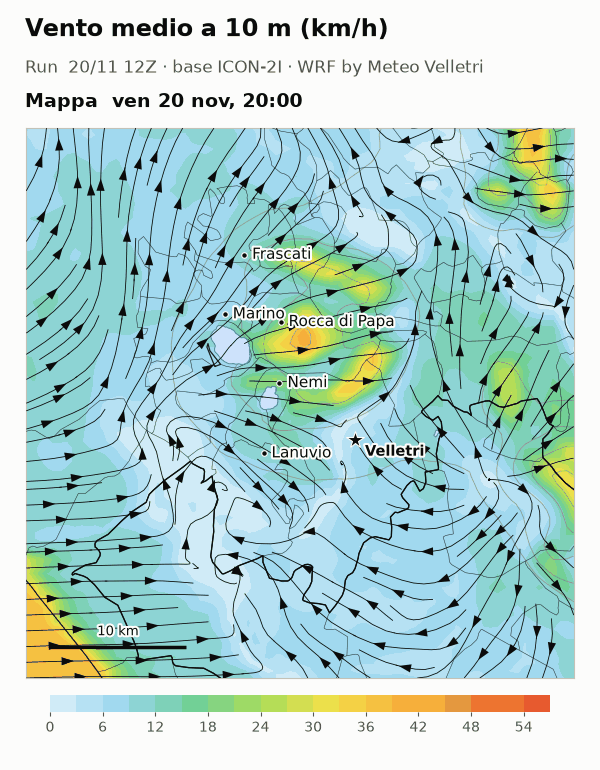 Vento medio a 10 m (km/h)
Run  20/11 12Z · base ICON-2I · WRF by Meteo Velletri
Mappa  ven 20 nov, 20:00
Frascati
Marino
Rocca di Papa
Nemi
Velletri
Lanuvio
10 km
0 6 12 18 24 30 36 42 48 54